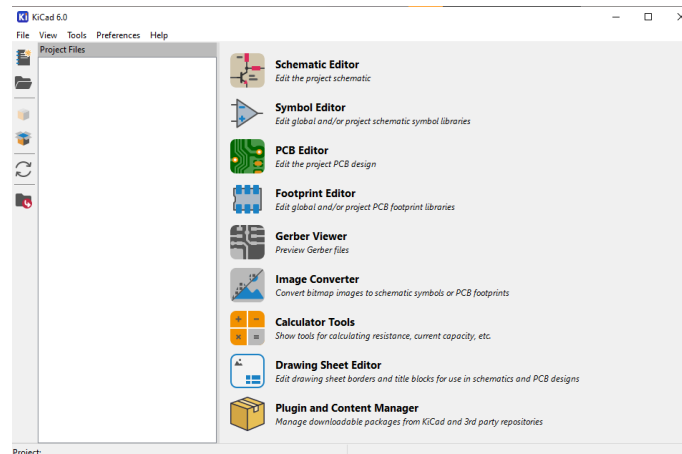 KiCad 6.0
File View Tools Preferences Help
Project Files
Schematic Editor
Edit the project schematic
Symbol Editor
Edit global and/or project schematic symbol libraries
PCB Editor
Edit the project PCB design
Footprint Editor
Edit global and/or project PCB footprint libraries
Gerber Viewer
Preview Gerber files
Image Converter
Convert bitmap images to schematic symbols or PCB footprints
Calculator Tools
Show tools for calculating resistance, current capacity, etc.
Drawing Sheet Editor
Edit drawing sheet borders and title blocks for use in schematics and PCB designs
Plugin and Content Manager
Manage downloadable packages from KiCad and 3rd party repositories
Project: